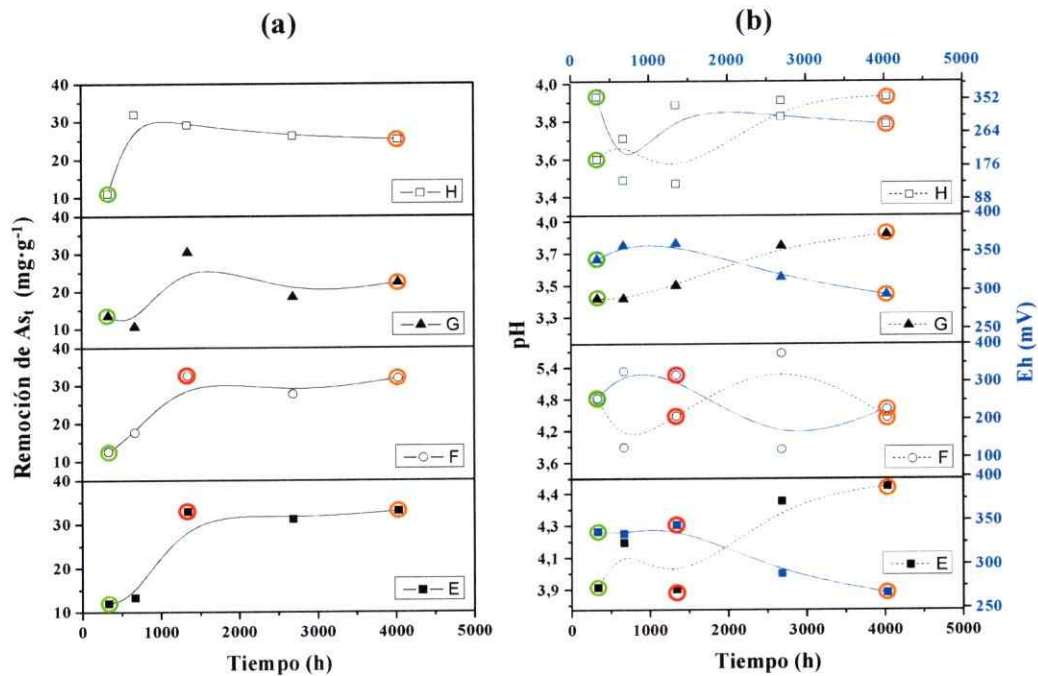 (a)
(b)
Remoción de Asₜ (mg·g⁻¹)
40
30
20
10
H
40
30
20
10
G
40
30
20
10
F
40
30
20
10
E
0 1000 2000 3000 4000 5000
Tiempo (h)
0 1000 2000 3000 4000 5000
pH
4,0
3,8
3,6
3,4
H
352
264
176
88
400
4,0
3,7
3,5
3,3
G
350
300
250
400
5,4
4,8
4,2
3,6
F
300
200
100
400
4,4
4,3
4,1
3,9
E
350
300
250
Eh (mV)
0 1000 2000 3000 4000 5000
Tiempo (h)